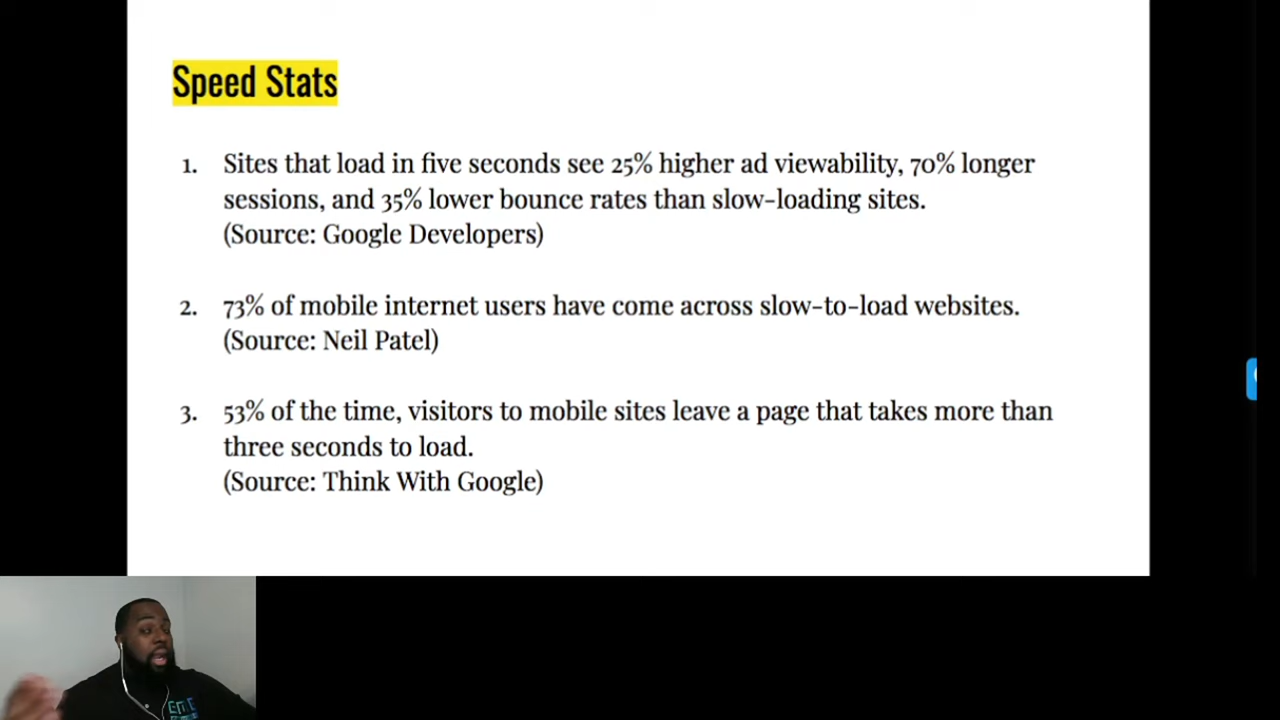 Speed Stats
1. Sites that load in five seconds see 25% higher ad viewability, 70% longer
sessions, and 35% lower bounce rates than slow-loading sites.
(Source: Google Developers)
2. 73% of mobile internet users have come across slow-to-load websites.
(Source: Neil Patel)
3. 53% of the time, visitors to mobile sites leave a page that takes more than
three seconds to load.
(Source: Think With Google)